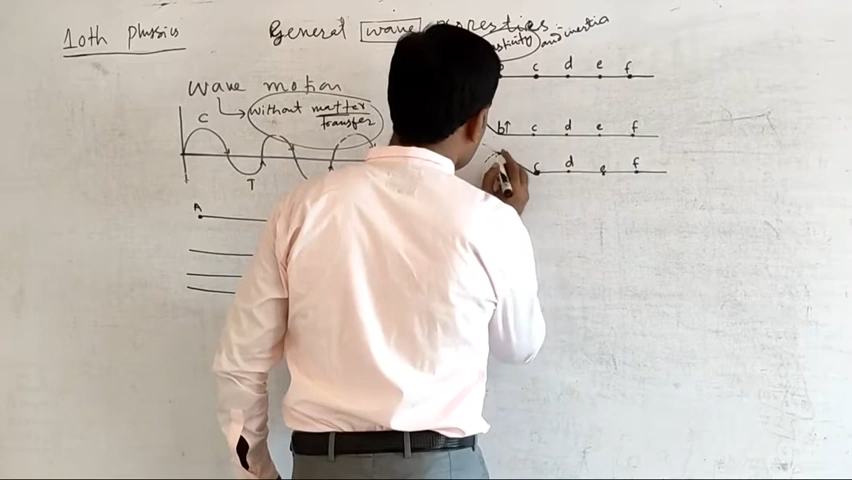 10th physics
General wave Properties
elasticity and inertia
c d e f
wave motion
without matter
transfer
C
T
b↑ c d e f
c d e f
A